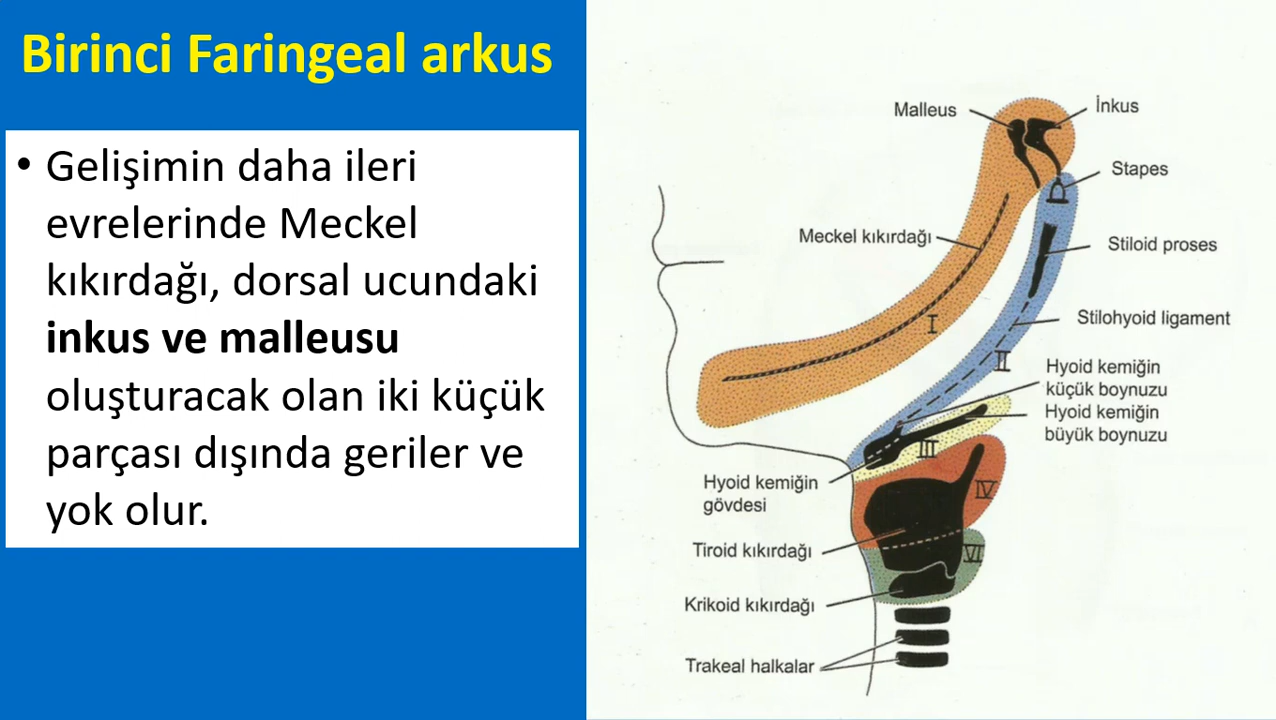 Birinci Faringeal arkus
• Gelişimin daha ileri
evrelerinde Meckel
kıkırdağı, dorsal ucundaki
inkus ve malleusu
oluşturacak olan iki küçük
parçası dışında geriler ve
yok olur.
Malleus
İnkus
Stapes
Meckel kıkırdağı
Stiloid proses
I
Stilohyoid ligament
II
Hyoid kemiğin
küçük boynuzu
Hyoid kemiğin
büyük boynuzu
III
Hyoid kemiğin
gövdesi
IV
Tiroid kıkırdağı
VI
Krikoid kıkırdağı
Trakeal halkalar